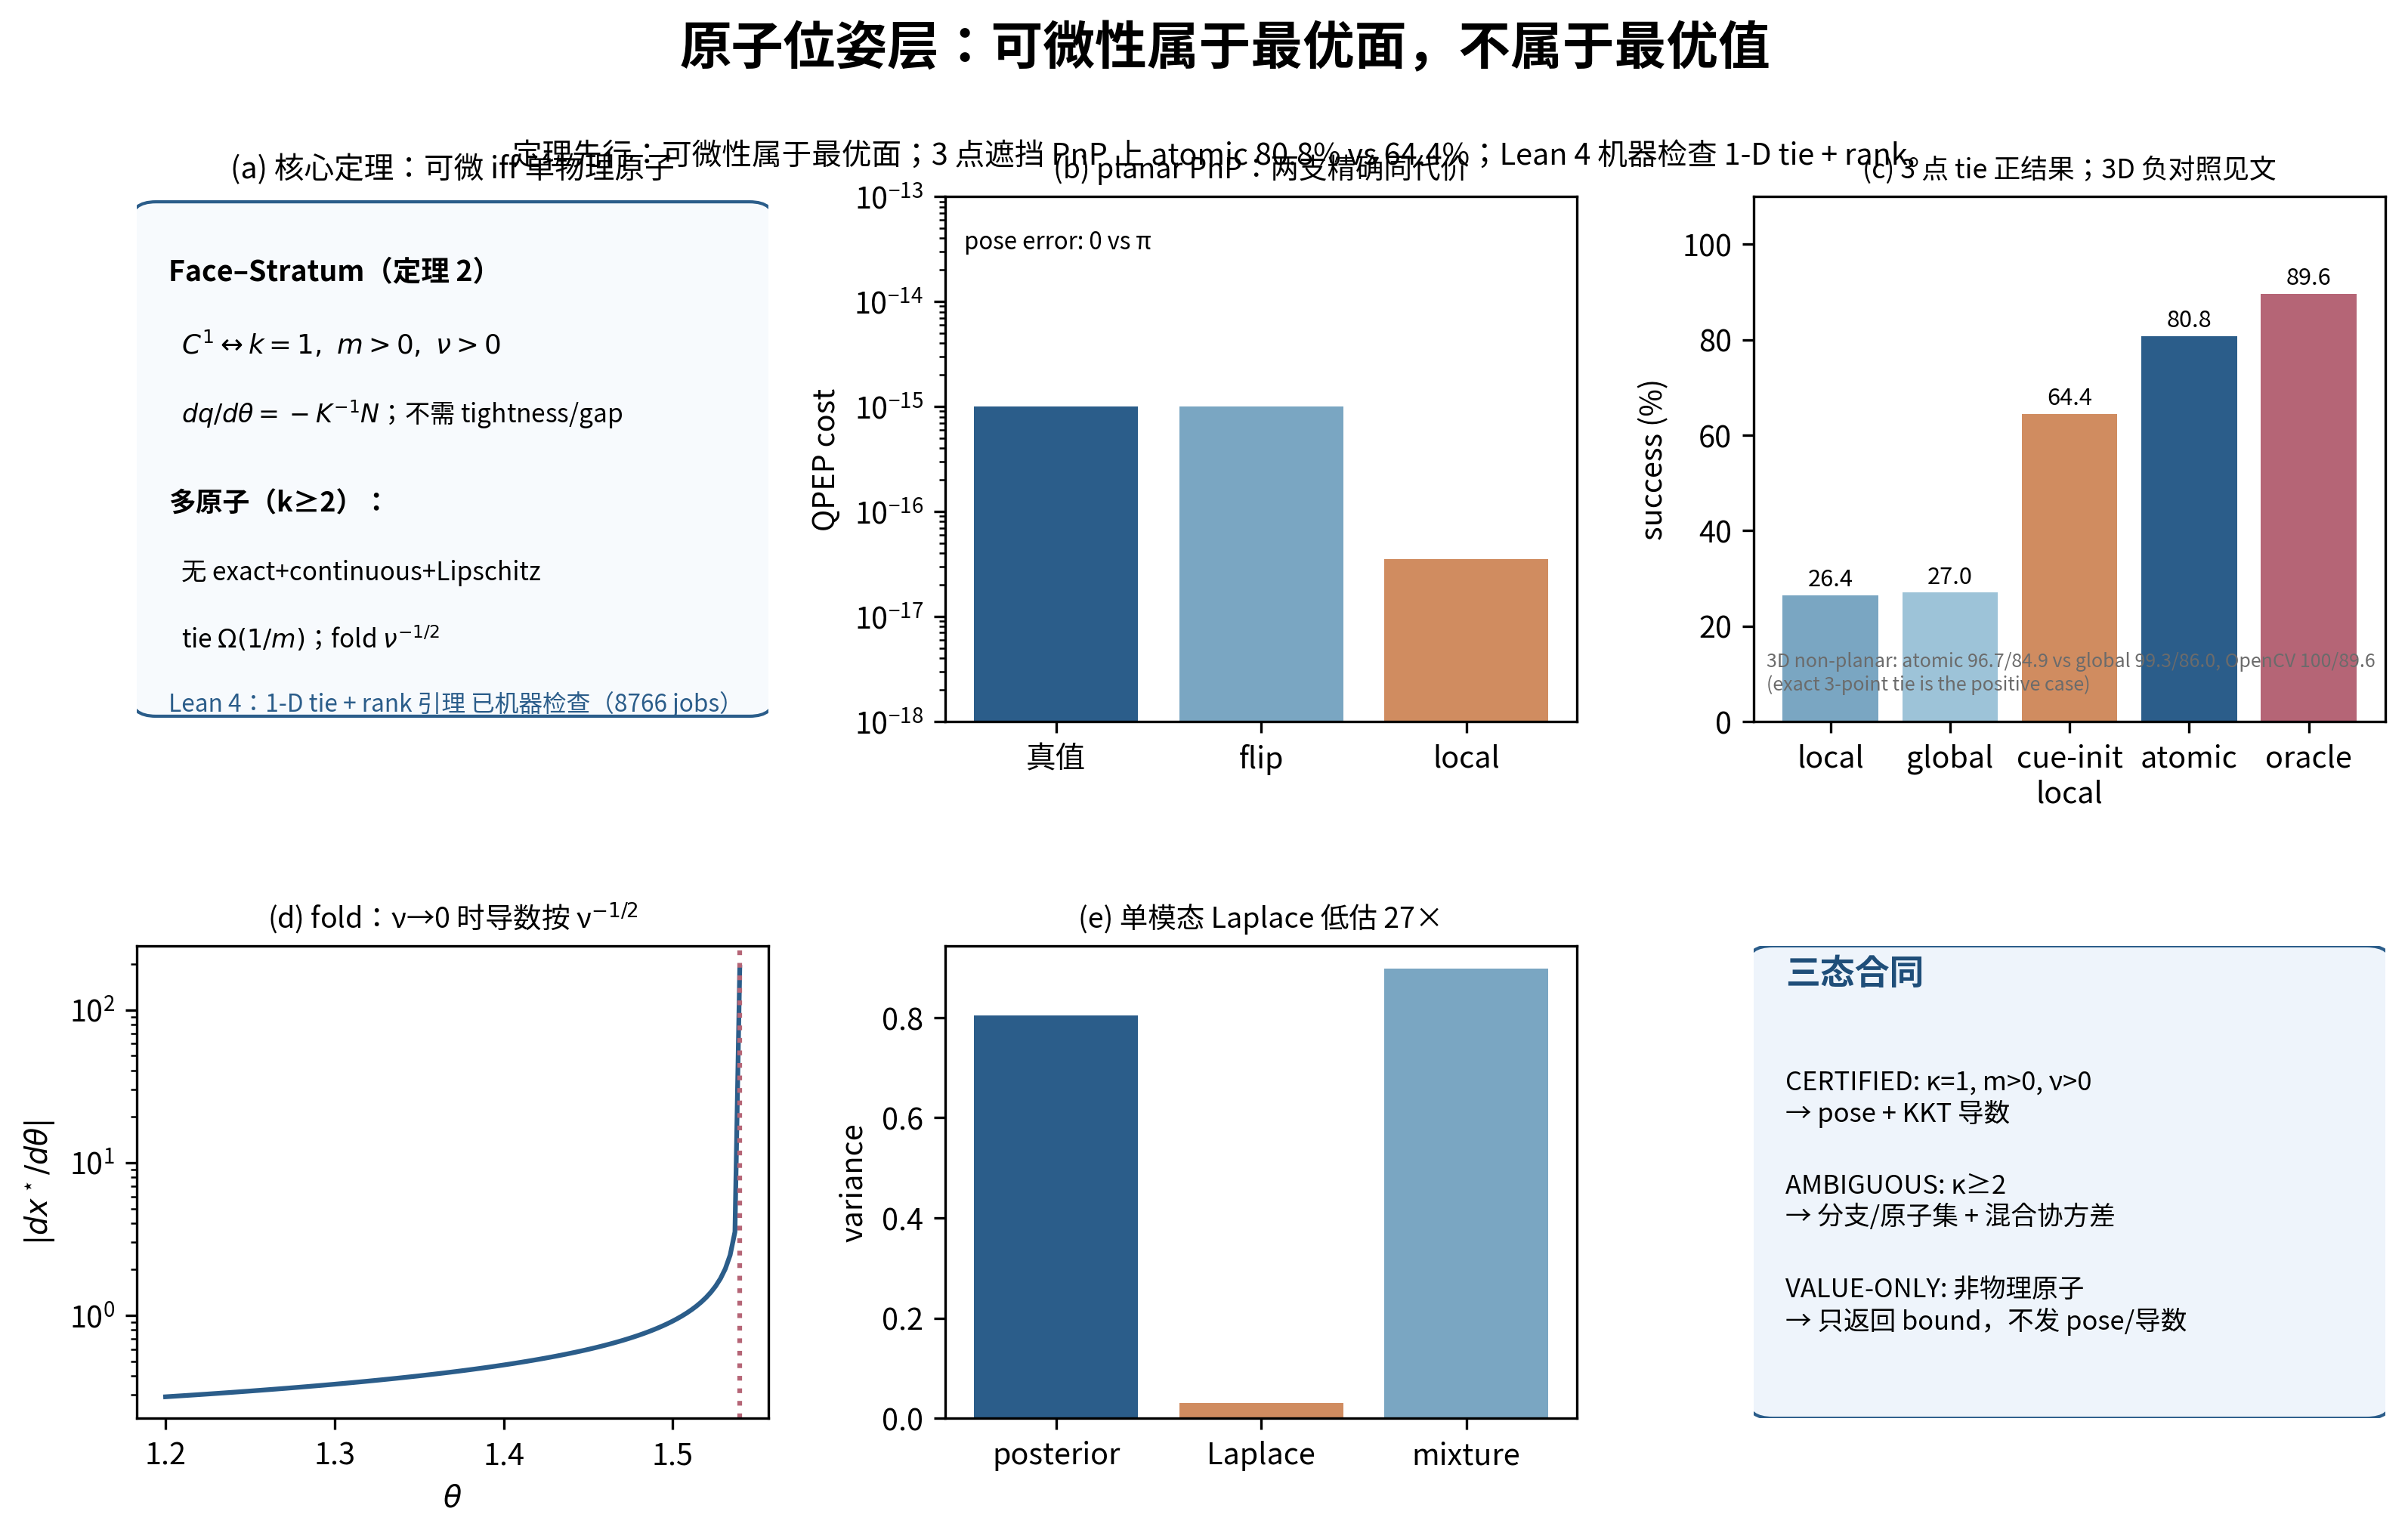 原子位姿层：可微性属于最优面，不属于最优值
定理先行：可微性属于最优面；3 点遮挡 PnP 上 atomic 80.8% vs 64.4%；Lean 4 机器检查 1-D tie + rank。
(a) 核心定理：可微 iff 单物理原子
Face–Stratum（定理 2）
C¹ ↔ k = 1, m > 0, ν > 0
dq/dθ = −K⁻¹N；不需 tightness/gap
多原子（k≥2）：
无 exact+continuous+Lipschitz
tie Ω(1/m)；fold ν⁻¹/²
Lean 4：1-D tie + rank 引理 已机器检查（8766 jobs）
(b) planar PnP：两支精确同代价
QPEP cost
10⁻¹³
10⁻¹⁴
10⁻¹⁵
10⁻¹⁶
10⁻¹⁷
10⁻¹⁸
pose error: 0 vs π
真值 flip local
(c) 3 点 tie 正结果；3D 负对照见文
success (%)
100
80
60
40
20
0
26.4
27.0
64.4
80.8
89.6
3D non-planar: atomic 96.7/84.9 vs global 99.3/86.0, OpenCV 100/89.6
(exact 3-point tie is the positive case)
local global cue-init atomic oracle
local
(d) fold：ν→0 时导数按 ν⁻¹/²
|dx⋆/dθ|
10²
10¹
10⁰
1.2 1.3 1.4 1.5
θ
(e) 单模态 Laplace 低估 27×
variance
0.8
0.6
0.4
0.2
0.0
posterior Laplace mixture
三态合同
CERTIFIED: κ=1, m>0, ν>0
→ pose + KKT 导数
AMBIGUOUS: κ≥2
→ 分支/原子集 + 混合协方差
VALUE-ONLY: 非物理原子
→ 只返回 bound，不发 pose/导数